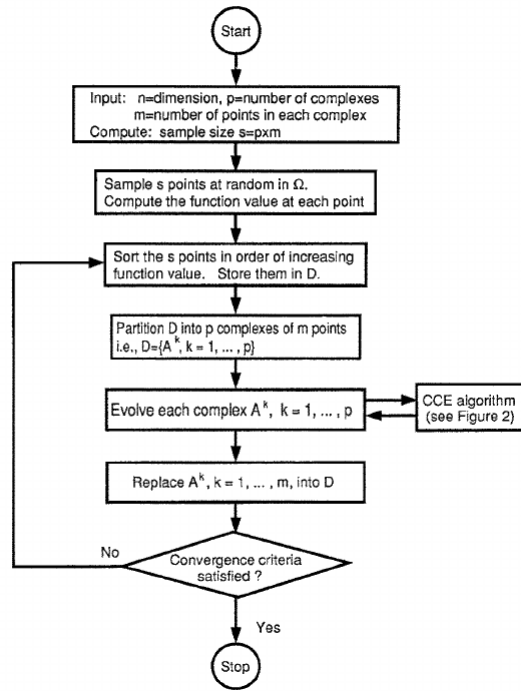 Start
Input: n=dimension, p=number of complexes
m=number of points in each complex
Compute: sample size s=pxm
Sample s points at random in Ω.
Compute the function value at each point
Sort the s points in order of increasing
function value. Store them in D.
Partition D into p complexes of m points
i.e., D={A^k, k = 1, ... , p}
Evolve each complex A^k, k = 1, ... , p
CCE algorithm
(see Figure 2)
Replace A^k, k = 1, ... , m, into D
No
Convergence criteria
satisfied ?
Yes
Stop